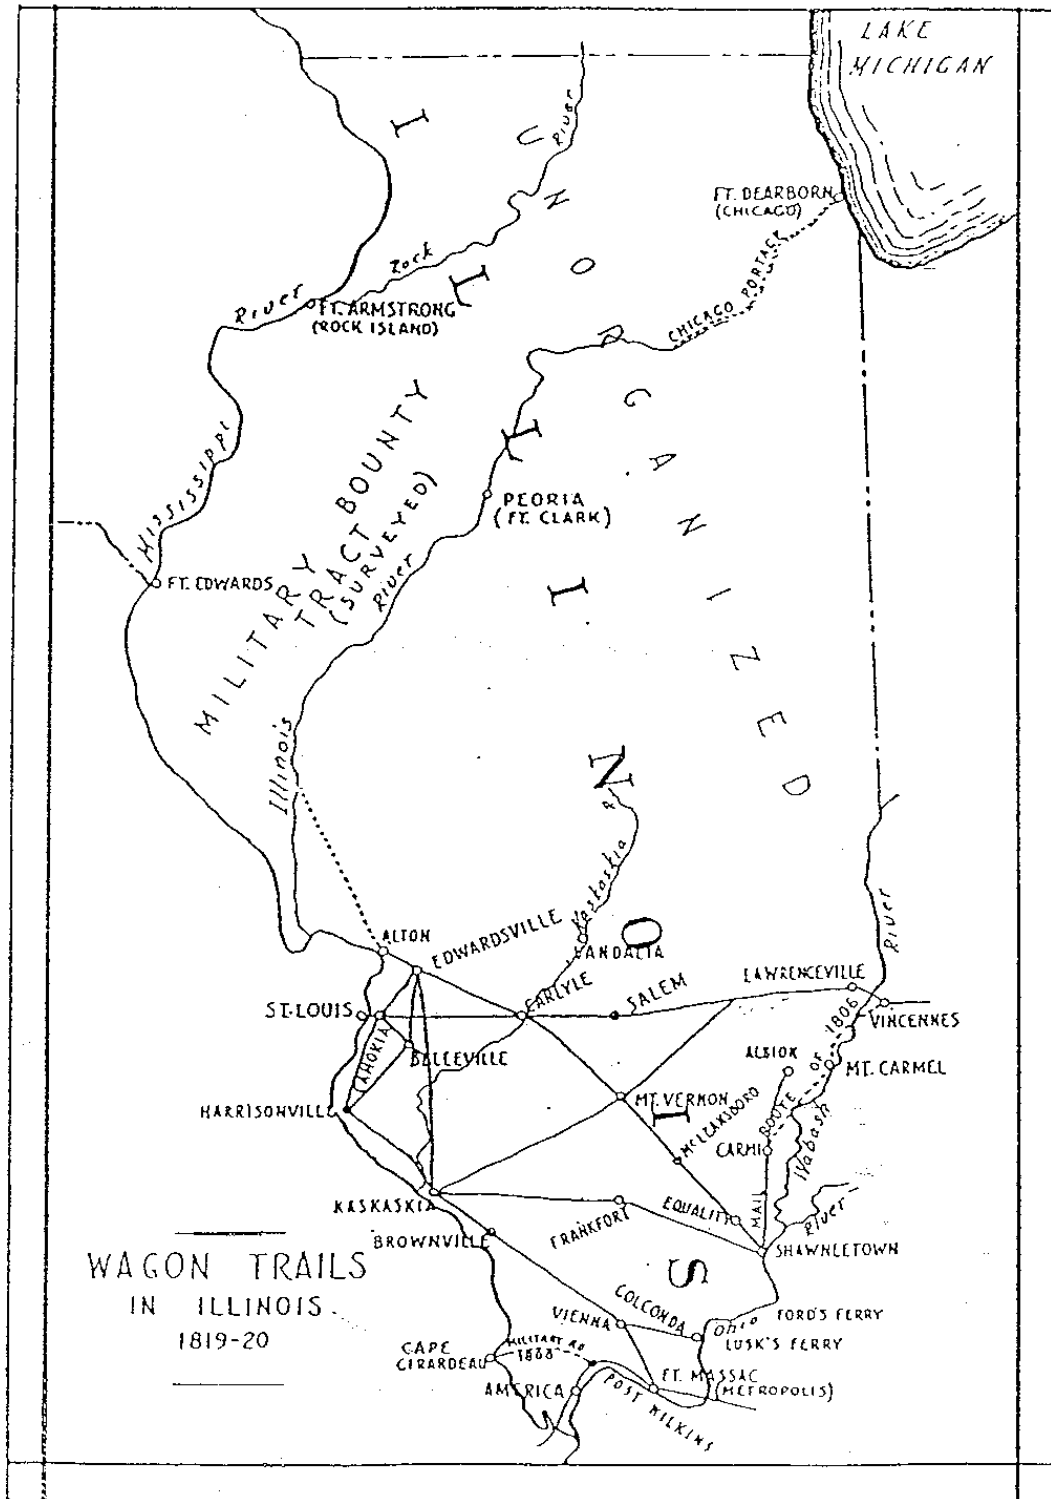 LAKE
MICHIGAN
ILLINOIS
UNORGANIZED
River
FT. DEARBORN
(CHICAGO)
Rock
CHICAGO PORTAGE
River
FT. ARMSTRONG
(ROCK ISLAND)
MISSISSIPPI
PEORIA
(FT. CLARK)
MILITARY BOUNTY
TRACT
(SURVEYED)
River
FT. EDWARDS
Illinois
Kaskaskia
R
River
ALTON
EDWARDSVILLE
VANDALIA
LAWRENCEVILLE
ST. LOUIS
CARLYLE
SALEM
VINCENNES
CAHOKIA
BELLEVILLE
ALBION
MT. CARMEL
MAIL ROUTE OF 1806
HARRISONVILLE
MT. VERNON
McLEANSBORO
CARMI
Wabash
KASKASKIA
FRANKFORT
EQUALITY
River
BROWNVILLE
SHAWNEETOWN
WAGON TRAILS
IN ILLINOIS
1819-20
VIENNA
GOLCONDA
Ohio
FORD'S FERRY
LUSK'S FERRY
CAPE
GIRARDEAU
MILITARY RD
AMERICA
FT. MASSAC
(METROPOLIS)
POST WILKINS